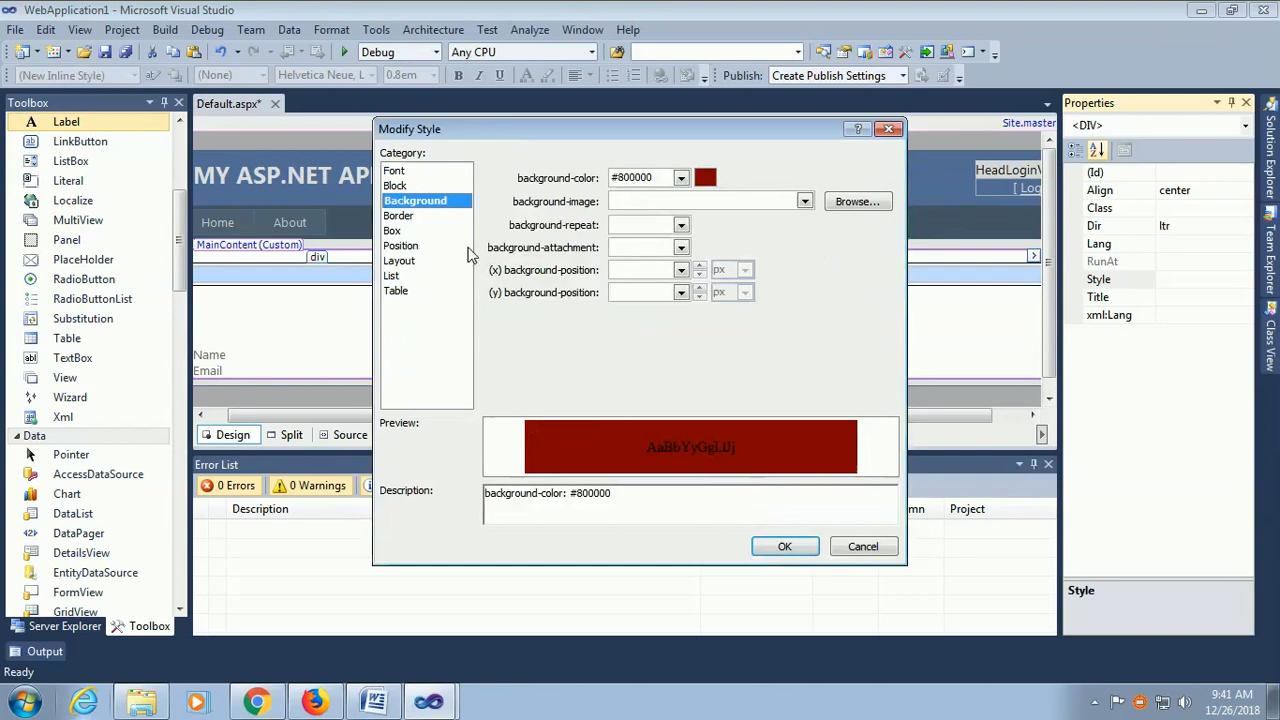 WebApplication1 - Microsoft Visual Studio
File Edit View Project Build Debug Team Data Format Table Tools Architecture Test Analyze Window Help
Debug Any CPU
(New Inline Style) (None) Helvetica Neue, L 0.8em B I U A Publish: Create Publish Settings
Toolbox
Label
LinkButton
ListBox
Literal
Localize
MultiView
Panel
PlaceHolder
RadioButton
RadioButtonList
Substitution
Table
TextBox
View
Wizard
Xml
Data
Pointer
AccessDataSource
Chart
DataList
DataPager
DetailsView
EntityDataSource
FormView
GridView
Server Explorer Toolbox
Default.aspx*
Site.master
MY ASP.NET AP
HeadLoginV
[ Log
Home About
MainContent (Custom)
div
Name
Email
Design Split Source
Error List
0 Errors 0 Warnings
Description
mn Project
Modify Style
Category:
Font
Block
Background
Border
Box
Position
Layout
List
Table
background-color: #800000
background-image: Browse...
background-repeat:
background-attachment:
(x) background-position: px
(y) background-position: px
Preview:
AaBbYyGgLlJj
Description:
background-color: #800000
OK Cancel
Properties
<DIV>
(Id)
Align center
Class
Dir ltr
Lang
RunAt
Style
Title
xml:Lang
Style
Solution Explorer
Team Explorer
Class View
Output
Ready
9:41 AM
12/26/2018